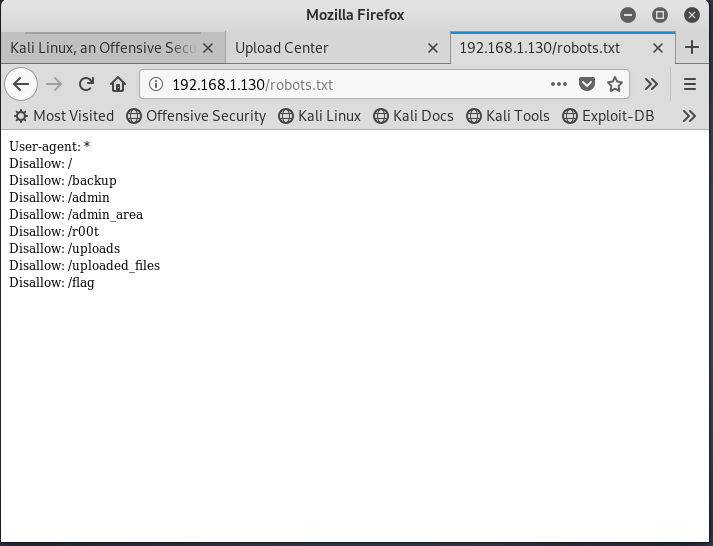 Mozilla Firefox
Kali Linux, an Offensive Secu
Upload Center
192.168.1.130/robots.txt
192.168.1.130/robots.txt
Most Visited Offensive Security Kali Linux Kali Docs Kali Tools Exploit-DB
User-agent: *
Disallow: /
Disallow: /backup
Disallow: /admin
Disallow: /admin_area
Disallow: /r00t
Disallow: /uploads
Disallow: /uploaded_files
Disallow: /flag